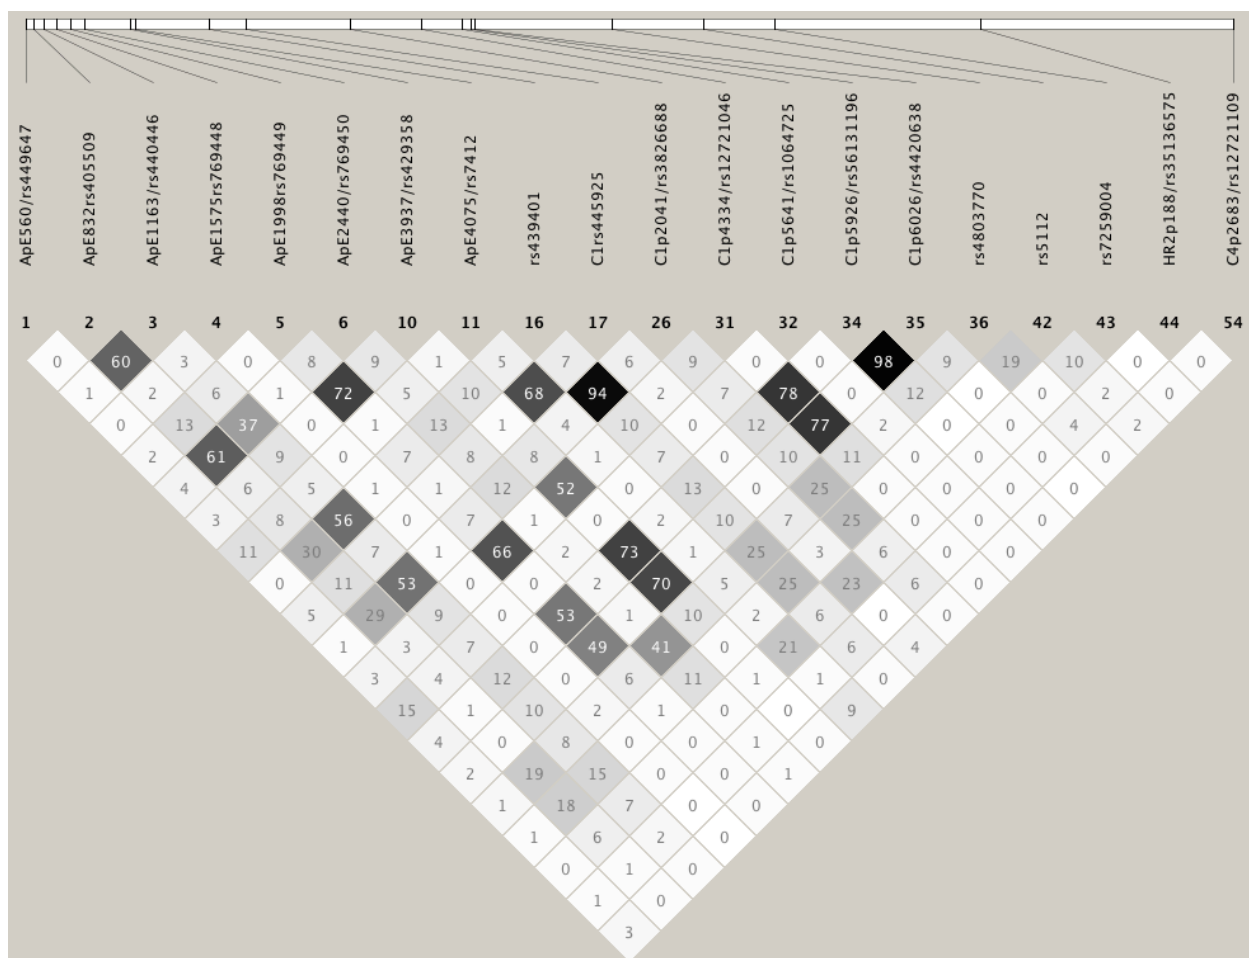 ApE560/rs449647
ApE832rs405509
ApE1163/rs440446
ApE1575rs769448
ApE1998rs769449
ApE2440/rs769450
ApE3937/rs429358
ApE4075/rs7412
rs439401
C1rs445925
C1p2041/rs3826688
C1p4334/rs12721046
C1p5641/rs1064725
C1p5926/rs56131196
C1p6026/rs4420638
rs4803770
rs5112
rs7259004
HR2p188/rs35136575
C4p2683/rs12721109
1 2 3 4 5 6 10 11 16 17 26 31 32 34 35 36 42 43 44 54
0 60 3 0 8 9 1 5 7 6 9 0 0 98 9 19 10 0 0
1 2 6 1 72 5 10 68 94 2 7 78 0 12 0 0 2 0
0 13 37 0 1 13 1 4 10 0 12 77 2 0 0 4 2
2 61 9 0 7 8 8 1 7 0 10 11 0 0 0 0
4 6 5 1 1 12 52 0 13 0 25 0 0 0 0
3 8 56 0 7 1 0 2 10 7 25 0 0 0
11 30 7 1 66 2 73 1 25 3 6 0 0
0 11 53 0 0 2 70 5 25 23 6 0
5 29 9 0 53 1 10 2 6 0 0
1 3 7 0 49 41 0 21 6 4
3 4 12 0 6 11 1 1 0
15 1 10 2 1 0 0 9
4 0 8 0 0 1 0
2 19 15 0 0 1
1 18 7 0 0
1 6 2 0
0 1 0
1 0
3